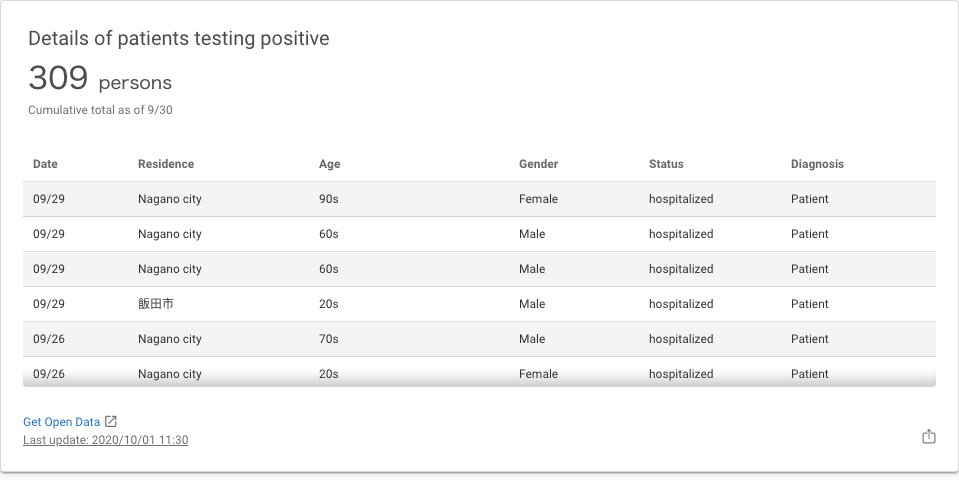 Details of patients testing positive
309 persons
Cumulative total as of 9/30
Date Residence Age Gender Status Diagnosis
09/29 Nagano city 90s Female hospitalized Patient
09/29 Nagano city 60s Male hospitalized Patient
09/29 Nagano city 60s Male hospitalized Patient
09/29 飯田市 20s Male hospitalized Patient
09/26 Nagano city 70s Male hospitalized Patient
09/26 Nagano city 20s Female hospitalized Patient
Get Open Data
Last update: 2020/10/01 11:30